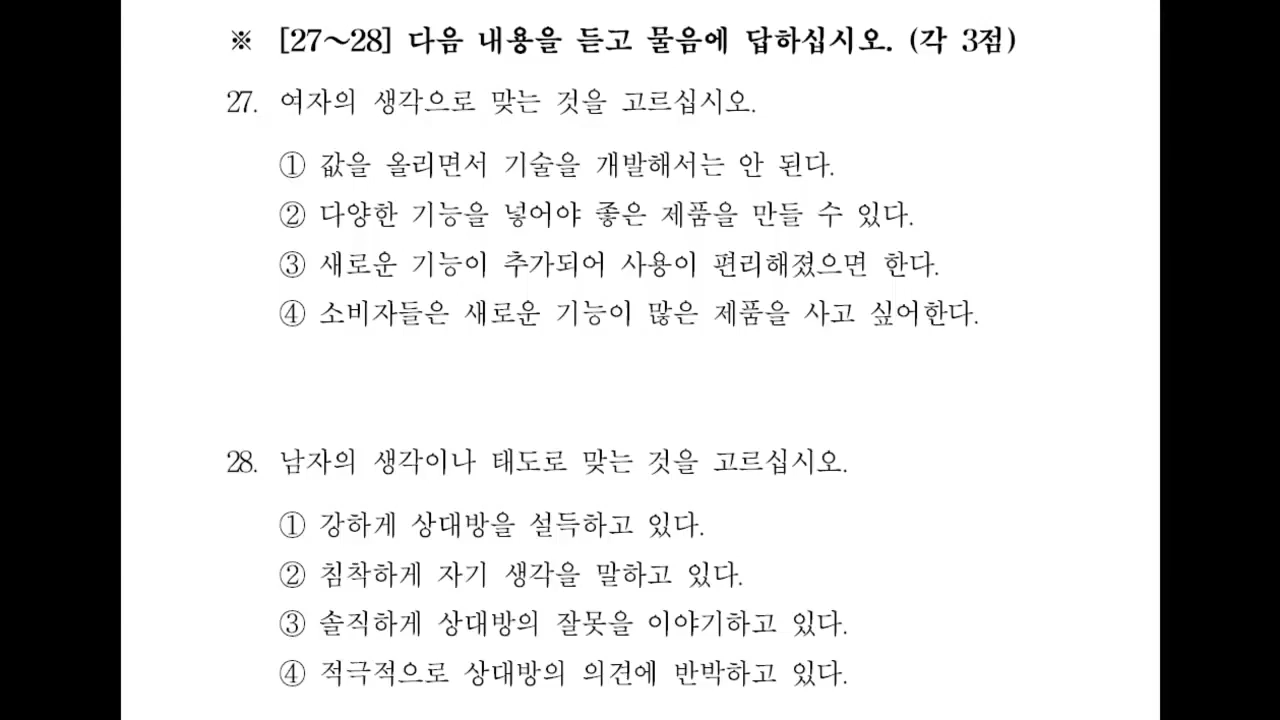 ※ [27～28] 다음 내용을 듣고 물음에 답하십시오. (각 3점)
27. 여자의 생각으로 맞는 것을 고르십시오.
① 값을 올리면서 기술을 개발해서는 안 된다.
② 다양한 기능을 넣어야 좋은 제품을 만들 수 있다.
③ 새로운 기능이 추가되어 사용이 편리해졌으면 한다.
④ 소비자들은 새로운 기능이 많은 제품을 사고 싶어한다.
28. 남자의 생각이나 태도로 맞는 것을 고르십시오.
① 강하게 상대방을 설득하고 있다.
② 침착하게 자기 생각을 말하고 있다.
③ 솔직하게 상대방의 잘못을 이야기하고 있다.
④ 적극적으로 상대방의 의견에 반박하고 있다.